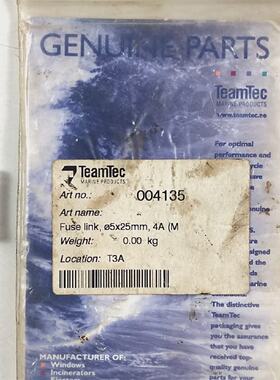 GENUINE PARTS
TeamTec
MARINE PRODUCTS
www.teamtec.no
For optimal
performance and
TeamTec
MARINE PRODUCTS
Art no.: 004135
Art name:
Fuse link, ø5x25mm, 4A (M
Weight: 0.00 kg
Location: T3A
The distinctive
TeamTec
packaging gives
you the assurance
that you have
received top-
quality genuine
parts for your
MANUFACTURER OF:
Windows
Incinerators